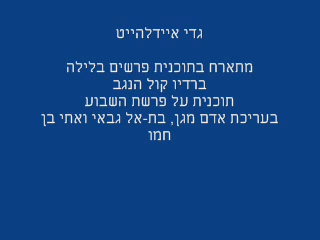 גדי איידלהייט
מתארח בתוכנית פרשים בלילה
ברדיו קול הנגב
תוכנית על פרשת השבוע
בעריכת אדם מגן, בת-אל גבאי ואתי בן
חמו